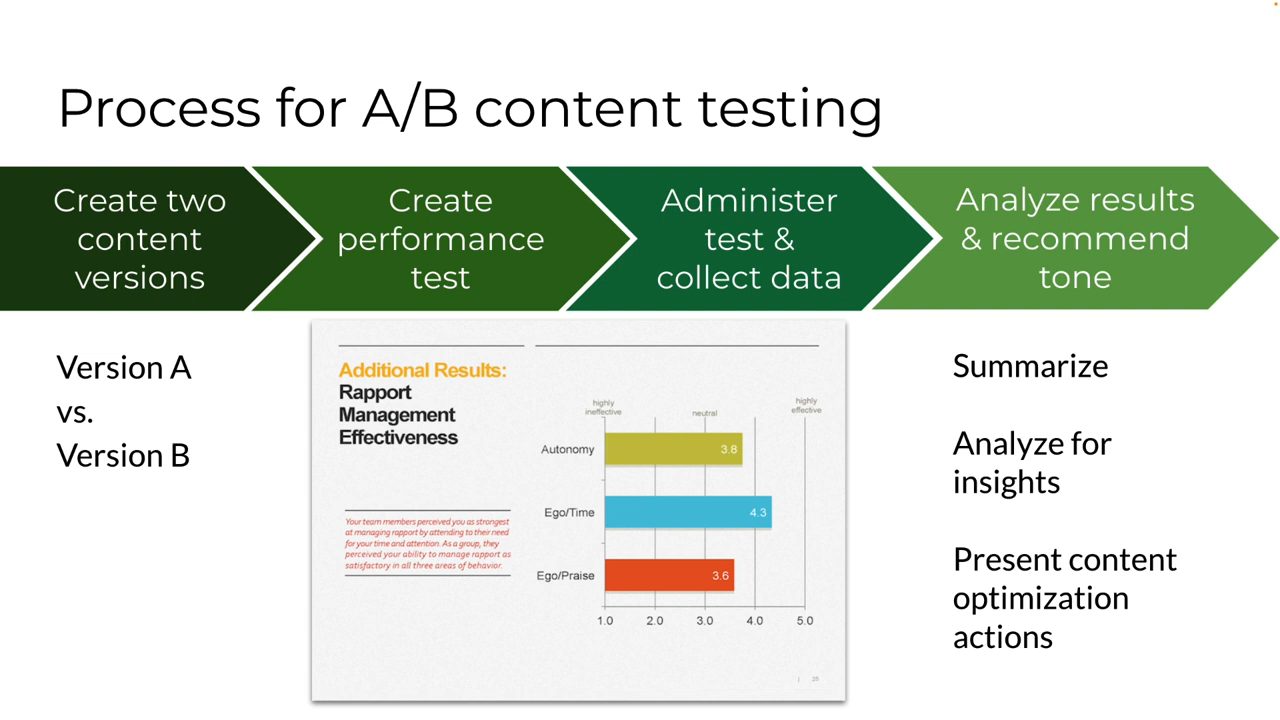 Process for A/B content testing
Create two
content
versions
Create
performance
test
Administer
test &
collect data
Analyze results
& recommend
tone
Version A
vs.
Version B
Additional Results:
Rapport
Management
Effectiveness
Your team members perceived you as strongest
at managing rapport by attending to their need
for your time and attention. As a group, they
perceived your ability to manage rapport as
satisfactory in all three areas of behavior.
highly
ineffective
neutral
highly
effective
Autonomy
3.8
Ego/Time
4.3
Ego/Praise
3.6
1.0 2.0 3.0 4.0 5.0
| 25
Summarize
Analyze for
insights
Present content
optimization
actions